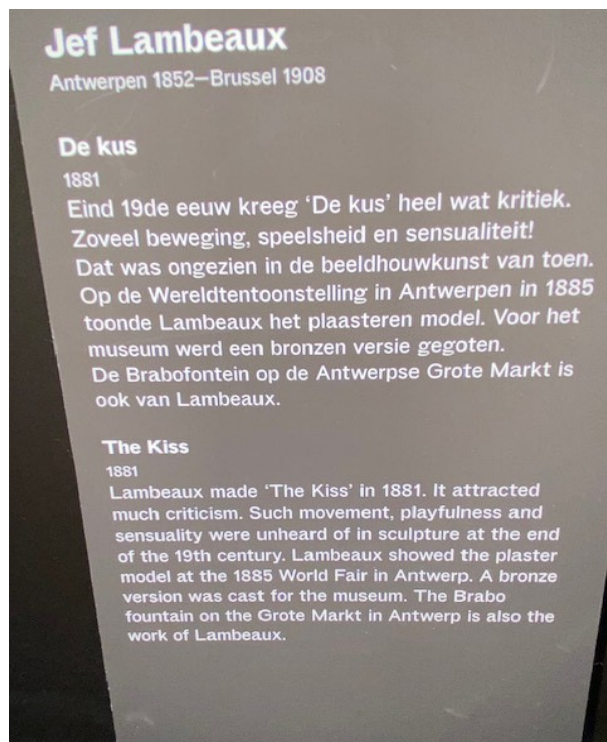 Jef Lambeaux
Antwerpen 1852–Brussel 1908
De kus
1881
Eind 19de eeuw kreeg ‘De kus’ heel wat kritiek.
Zoveel beweging, speelsheid en sensualiteit!
Dat was ongezien in de beeldhouwkunst van toen.
Op de Wereldtentoonstelling in Antwerpen in 1885
toonde Lambeaux het plaasteren model. Voor het
museum werd een bronzen versie gegoten.
De Brabofontein op de Antwerpse Grote Markt is
ook van Lambeaux.
The Kiss
1881
Lambeaux made ‘The Kiss’ in 1881. It attracted
much criticism. Such movement, playfulness and
sensuality were unheard of in sculpture at the end
of the 19th century. Lambeaux showed the plaster
model at the 1885 World Fair in Antwerp. A bronze
version was cast for the museum. The Brabo
fountain on the Grote Markt in Antwerp is also the
work of Lambeaux.